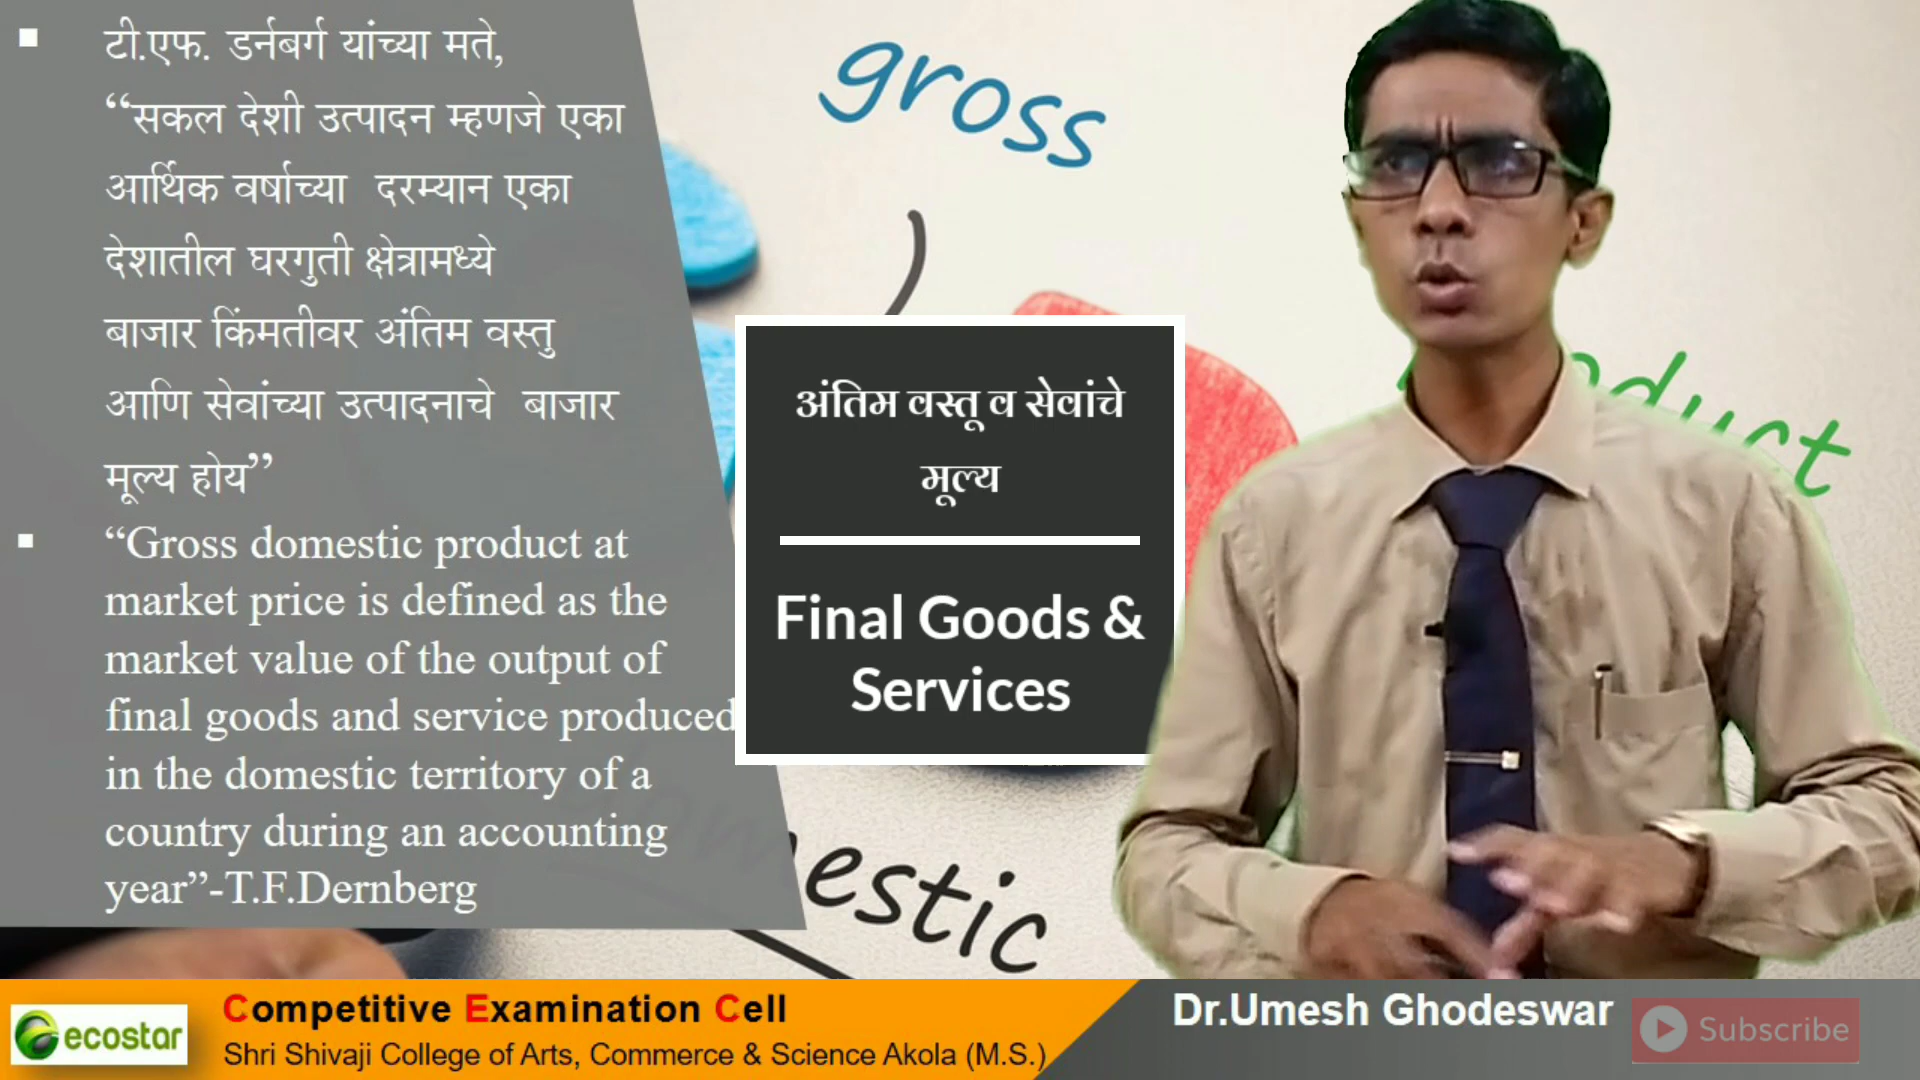 टी.एफ. डर्नबर्ग यांच्या मते,
“सकल देशी उत्पादन म्हणजे एका
आर्थिक वर्षाच्या दरम्यान एका
देशातील घरगुती क्षेत्रामध्ये
बाजार किंमतीवर अंतिम वस्तु
आणि सेवांच्या उत्पादनाचे बाजार
मूल्य होय”
“Gross domestic product at
market price is defined as the
market value of the output of
final goods and service produced
in the domestic territory of a
country during an accounting
year”-T.F.Dernberg
gross
अंतिम वस्तू व सेवांचे
मूल्य
Final Goods &
Services
oduct
mestic
ecostar
Competitive Examination Cell
Shri Shivaji College of Arts, Commerce & Science Akola (M.S.)
Dr.Umesh Ghodeswar
Subscribe